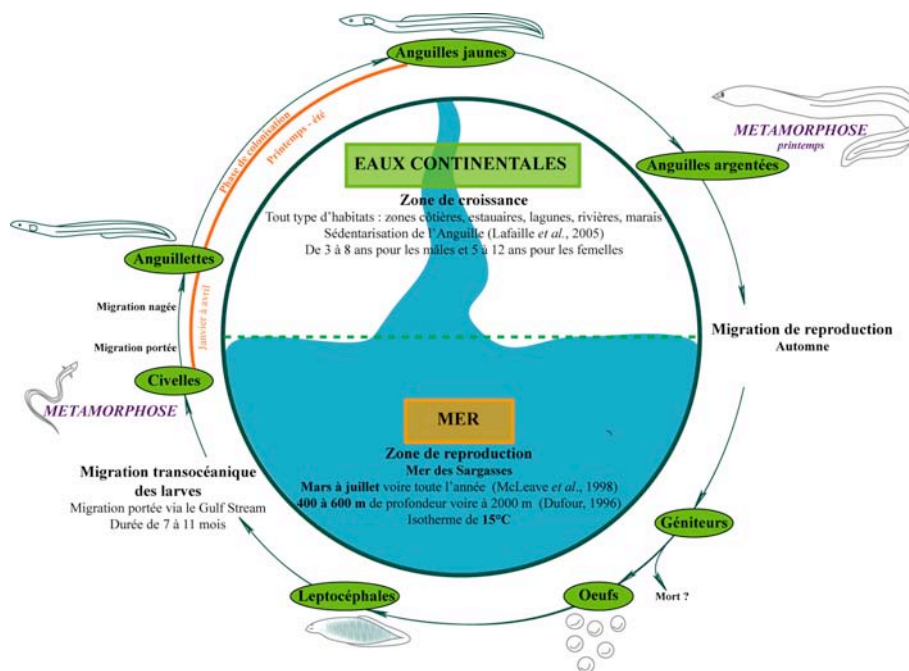 Anguilles jaunes
METAMORPHOSE
printemps
Anguilles argentées
Phase de colonisation
Printemps - été
EAUX CONTINENTALES
Zone de croissance
Tout type d'habitats : zones côtières, estauaires, lagunes, rivières, marais
Sédentarisation de l'Anguille (Lafaille et al., 2005)
De 3 à 8 ans pour les mâles et 5 à 12 ans pour les femelles
Anguillettes
Migration nagée
Janvier à avril
Migration portée
Civelles
METAMORPHOSE
Migration de reproduction
Automne
MER
Zone de reproduction
Mer des Sargasses
Mars à juillet voire toute l'année (McLeave et al., 1998)
400 à 600 m de profondeur voire à 2000 m (Dufour, 1996)
Isotherme de 15°C
Migration transocéanique
des larves
Migration portée via le Gulf Stream
Durée de 7 à 11 mois
Géniteurs
Mort ?
Oeufs
Leptocéphales